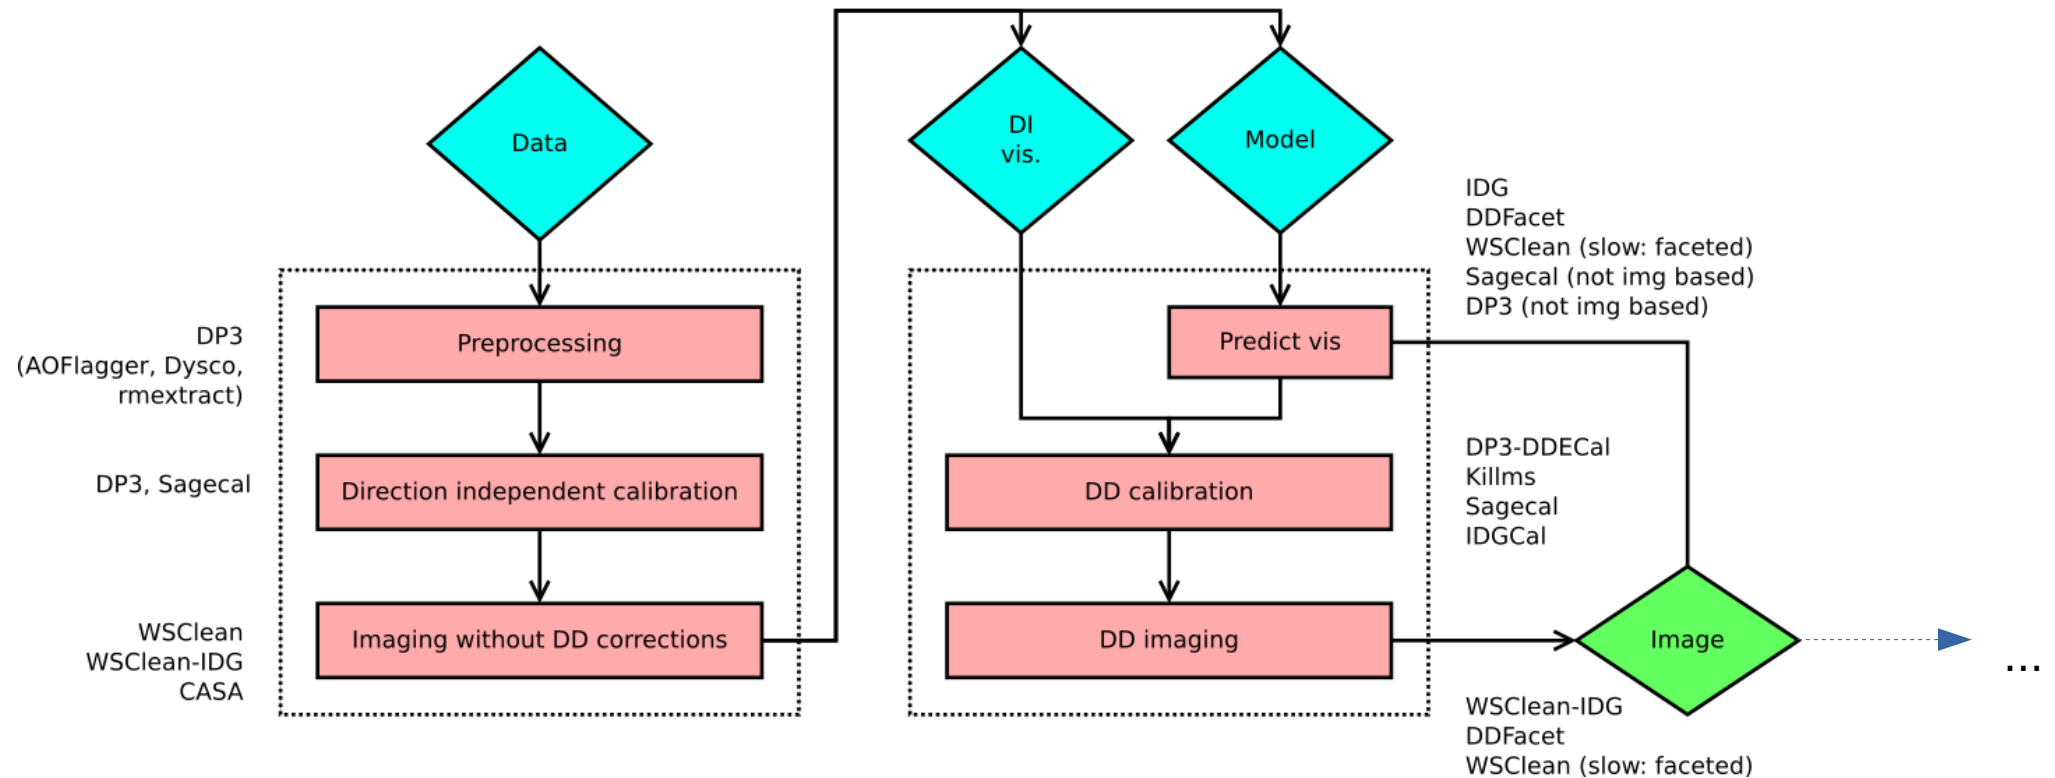 Data
DI
vis.
Model
IDG
DDFacet
WSClean (slow: faceted)
Sagecal (not img based)
DP3 (not img based)
DP3
(AOFlagger, Dysco,
rmextract)
Preprocessing
Predict vis
DP3, Sagecal
Direction independent calibration
DD calibration
DP3-DDECal
Killms
Sagecal
IDGCal
WSClean
WSClean-IDG
CASA
Imaging without DD corrections
DD imaging
Image
...
WSClean-IDG
DDFacet
WSClean (slow: faceted)